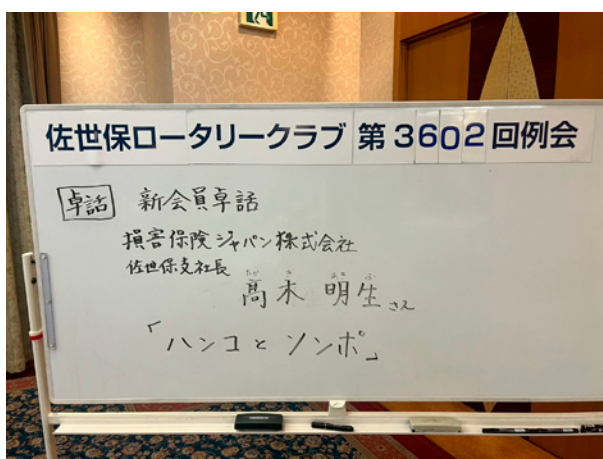 佐世保ロータリークラブ 第3602回例会
卓話 新会員卓話
損害保険ジャパン株式会社
佐世保支社長
髙木 明生さん
「ハンコとソンポ」